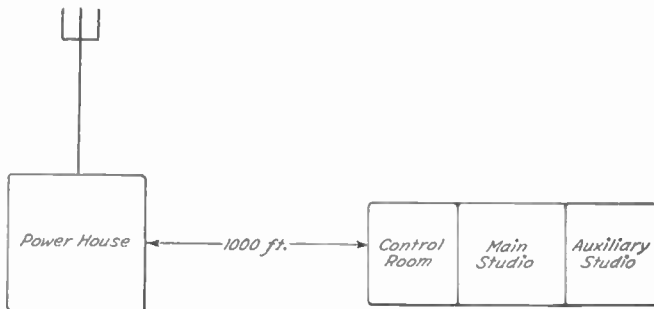 Power House
1000 ft.
Control
Room
Main
Studio
Auxiliary
Studio